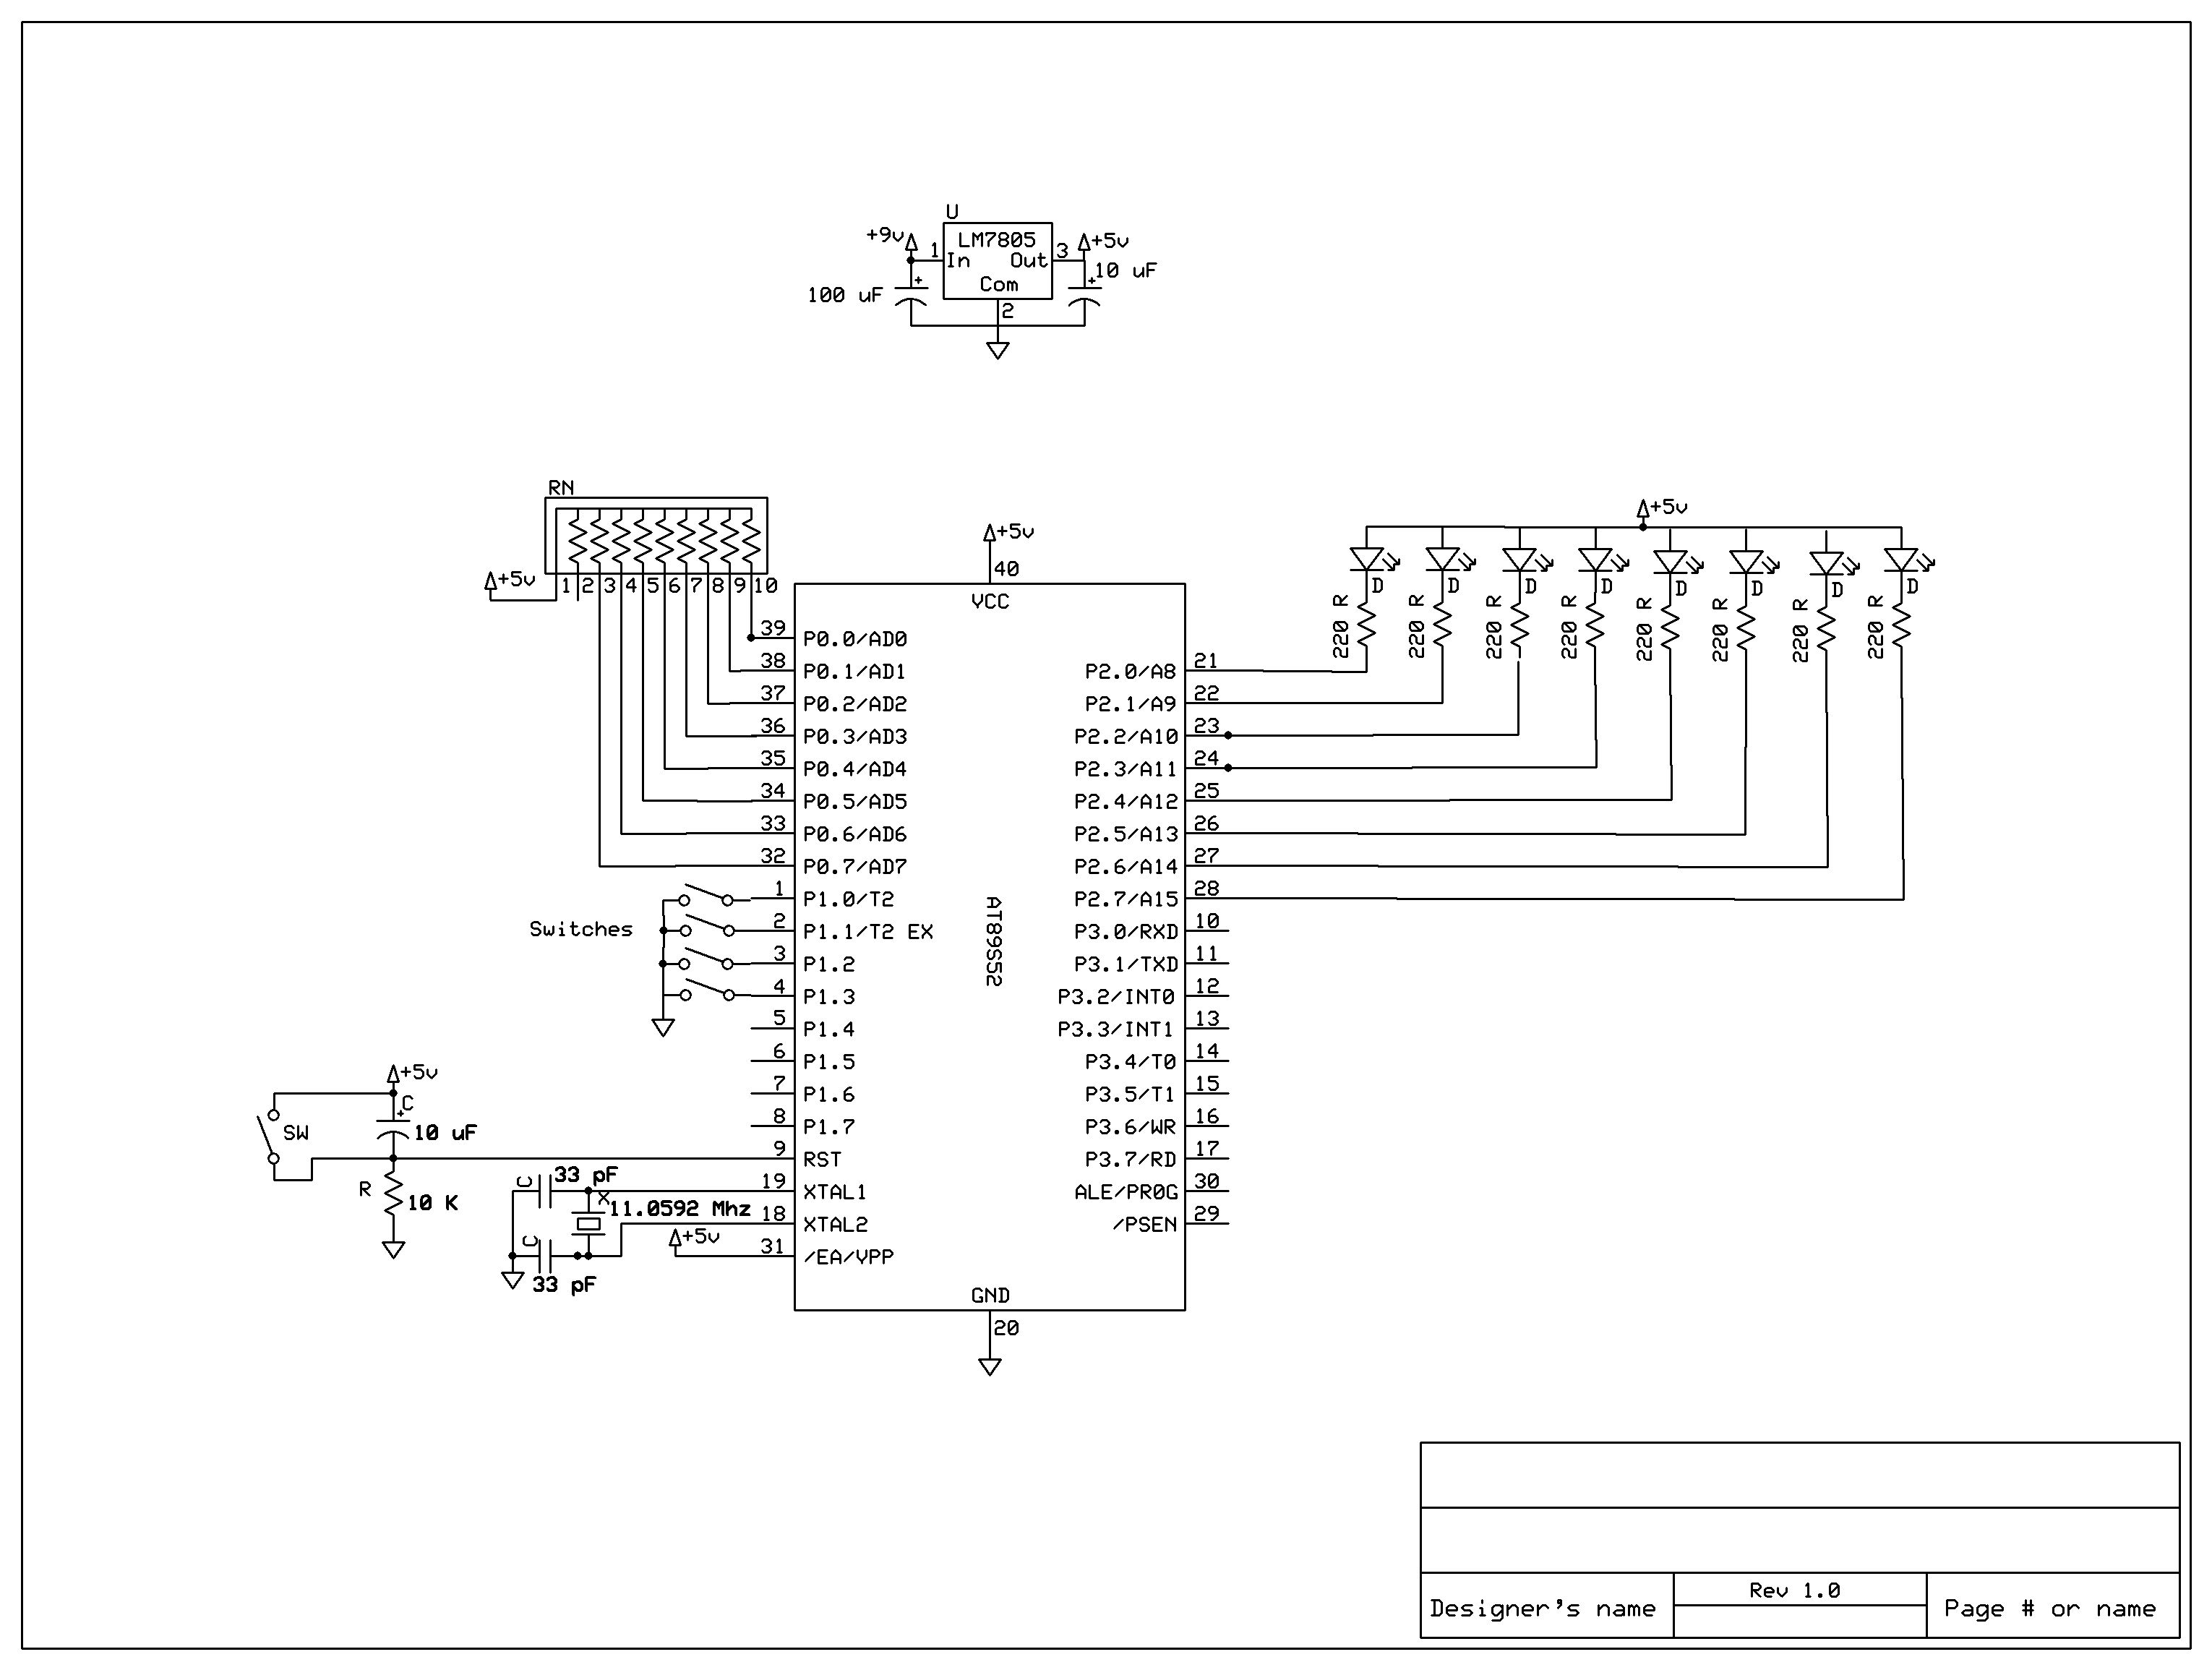 U
+9v
1
LM7805
In
Out
3
+5v
10 uF
Com
100 uF
2
RN
+5v
1 2 3 4 5 6 7 8 9 10
+5v
40
VCC
+5v
D D D D D D D D
220 R 220 R 220 R 220 R 220 R 220 R 220 R 220 R
39 P0.0/AD0
38 P0.1/AD1
37 P0.2/AD2
36 P0.3/AD3
35 P0.4/AD4
34 P0.5/AD5
33 P0.6/AD6
32 P0.7/AD7
1 P1.0/T2
Switches
2 P1.1/T2 EX
3 P1.2
4 P1.3
5 P1.4
6 P1.5
7 P1.6
8 P1.7
9 RST
19 XTAL1
18 XTAL2
31 /EA/VPP
AT89S52
P2.0/A8 21
P2.1/A9 22
P2.2/A10 23
P2.3/A11 24
P2.4/A12 25
P2.5/A13 26
P2.6/A14 27
P2.7/A15 28
P3.0/RXD 10
P3.1/TXD 11
P3.2/INT0 12
P3.3/INT1 13
P3.4/T0 14
P3.5/T1 15
P3.6/WR 16
P3.7/RD 17
ALE/PROG 30
/PSEN 29
+5v
C
SW
10 uF
R
10 K
C
33 pF
X
11.0592 Mhz
+5v
C
33 pF
GND
20
Designer's name
Rev 1.0
Page # or name